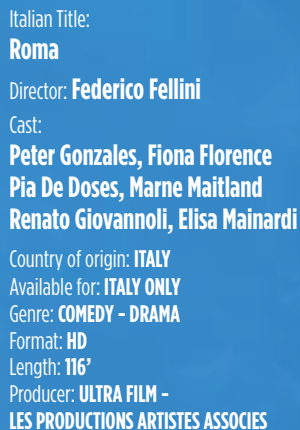 Italian Title:
Roma
Director: Federico Fellini
Cast:
Peter Gonzales, Fiona Florence
Pia De Doses, Marne Maitland
Renato Giovannoli, Elisa Mainardi
Country of origin: ITALY
Available for: ITALY ONLY
Genre: COMEDY - DRAMA
Format: HD
Length: 116’
Producer: ULTRA FILM -
LES PRODUCTIONS ARTISTES ASSOCIES